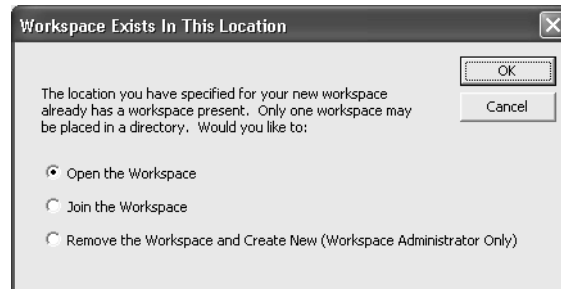 Workspace Exists In This Location
OK
The location you have specified for your new workspace
already has a workspace present. Only one workspace may
be placed in a directory. Would you like to:
Cancel
Open the Workspace
Join the Workspace
Remove the Workspace and Create New (Workspace Administrator Only)